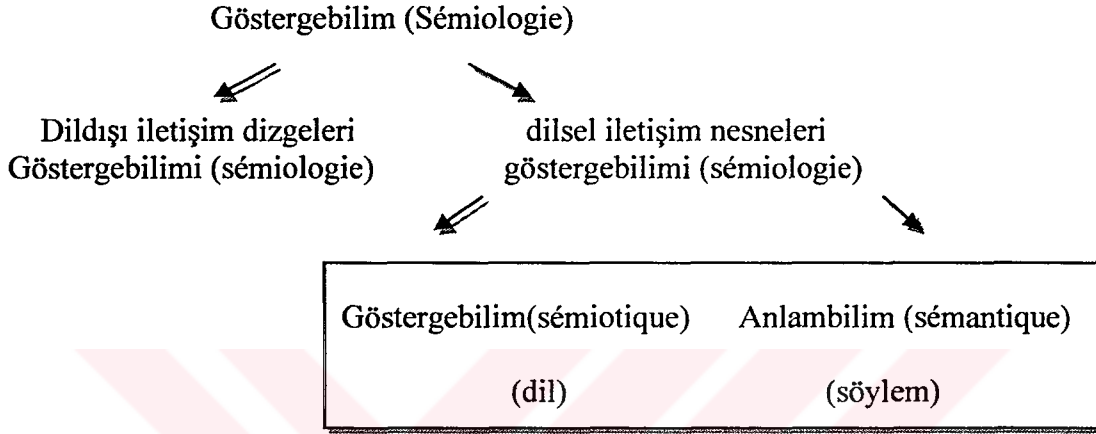 Göstergebilim (Sémiologie)
Dildışı iletişim dizgeleri
Göstergebilimi (sémiologie)
dilsel iletişim nesneleri
göstergebilimi (sémiologie)
Göstergebilim(sémiotique) Anlambilim (sémantique)
(dil) (söylem)